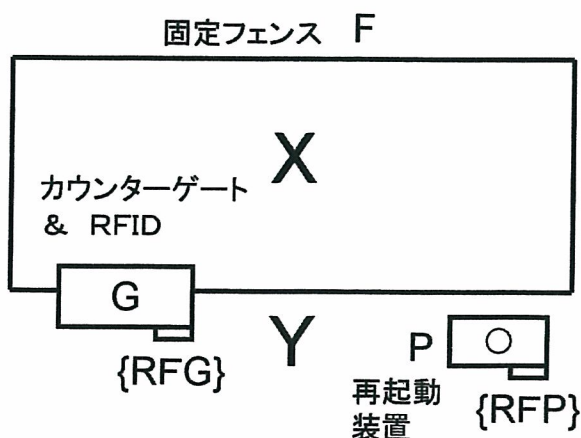 固定フェンス F
X
カウンターゲート
& RFID
G
{RFG}
Y
P
再起動
装置
{RFP}